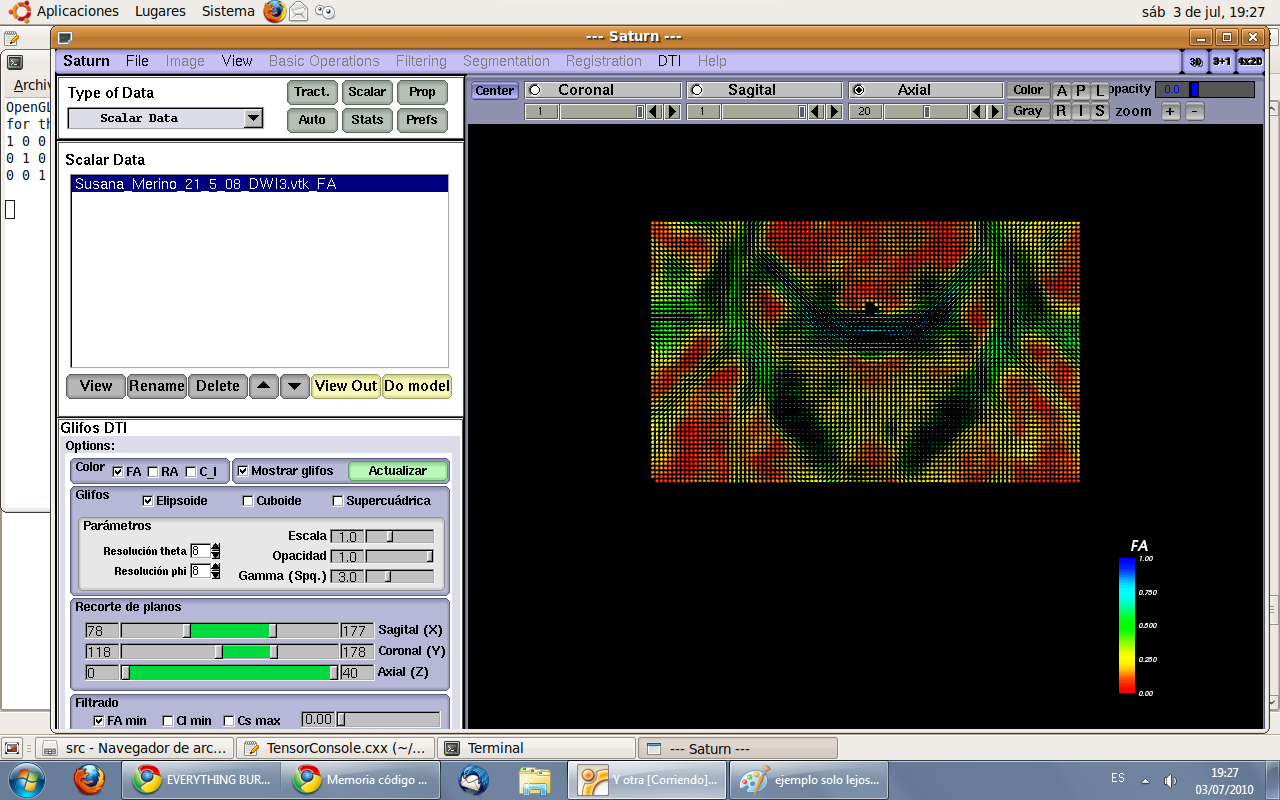 Aplicaciones Lugares Sistema sáb 3 de jul, 19:27
--- Saturn ---
Saturn File Image View Basic Operations Filtering Segmentation Registration DTI Help 3D 3+1 4x2D
Archiv
OpenGL
for th
1 0 0
0 1 0
0 0 1
Type of Data
Scalar Data
Tract. Scalar Prop
Auto Stats Prefs
Center Coronal Sagital Axial Color A P L opacity 0.0
1 1 20 Gray R I S zoom + -
Scalar Data
Susana_Merino_21_5_08_DWI3.vtk_FA
View Rename Delete View Out Do model
Glifos DTI
Options:
Color FA RA C_l Mostrar glifos Actualizar
Glifos Elipsoide Cuboide Supercuádrica
Parámetros
Escala 1.0
Resolución theta 8
Opacidad 1.0
Resolución phi 8
Gamma (Spq.) 3.0
Recorte de planos
78 177 Sagital (X)
118 178 Coronal (Y)
0 40 Axial (Z)
Filtrado
FA min Cl min Cs max 0.00
FA
1.00
0.750
0.500
0.250
0.00
src - Navegador de arc... TensorConsole.cxx (~/... Terminal --- Saturn ---
EVERYTHING BUR... Memoria código ... Y otra [Corriendo]... ejemplo solo lejos... ES 19:27
03/07/2010